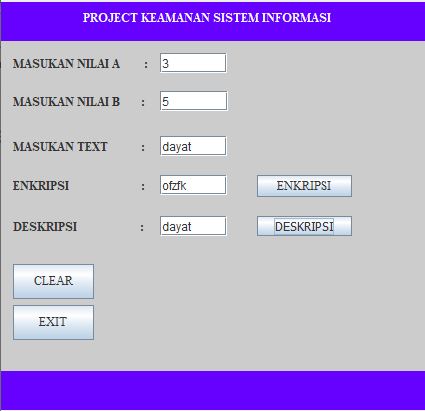 PROJECT KEAMANAN SISTEM INFORMASI
MASUKAN NILAI A : 3
MASUKAN NILAI B : 5
MASUKAN TEXT : dayat
ENKRIPSI : ofzfk ENKRIPSI
DESKRIPSI : dayat DESKRIPSI
CLEAR
EXIT